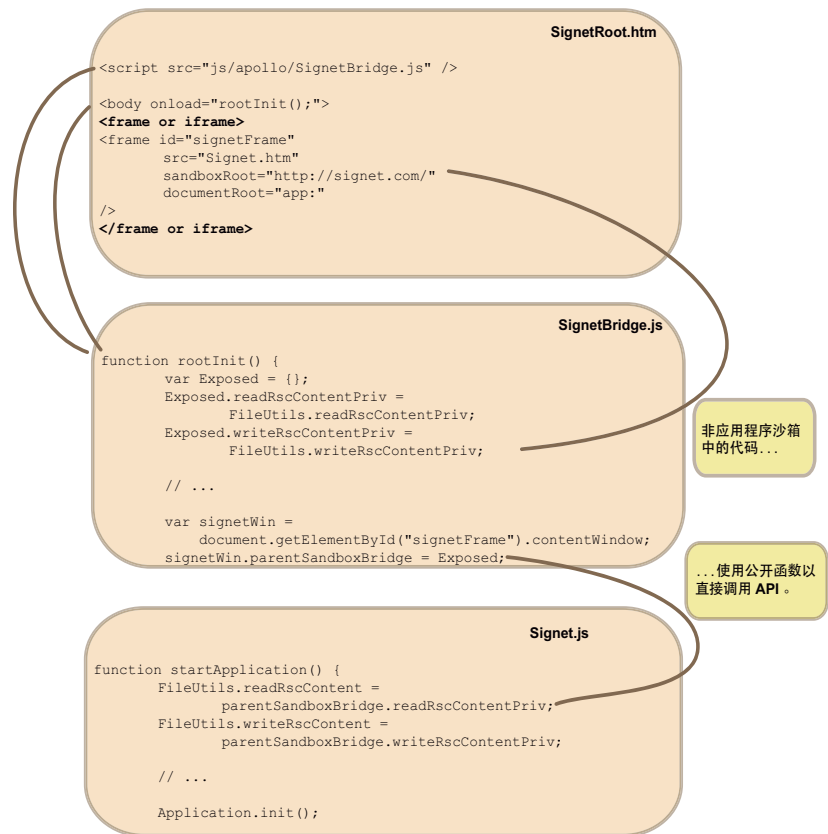 SignetRoot.htm
<script src="js/apollo/SignetBridge.js" />
<body onload="rootInit();">
<frame or iframe>
<frame id="signetFrame"
src="Signet.htm"
sandboxRoot="http://signet.com/"
documentRoot="app:"
/>
</frame or iframe>
SignetBridge.js
function rootInit() {
var Exposed = {};
Exposed.readRscContentPriv =
FileUtils.readRscContentPriv;
Exposed.writeRscContentPriv =
FileUtils.writeRscContentPriv;
// ...
var signetWin =
document.getElementById("signetFrame").contentWindow;
signetWin.parentSandboxBridge = Exposed;
非应用程序沙箱
中的代码...
...使用公开函数以
直接调用 API 。
Signet.js
function startApplication() {
FileUtils.readRscContent =
parentSandboxBridge.readRscContentPriv;
FileUtils.writeRscContent =
parentSandboxBridge.writeRscContentPriv;
// ...
Application.init();